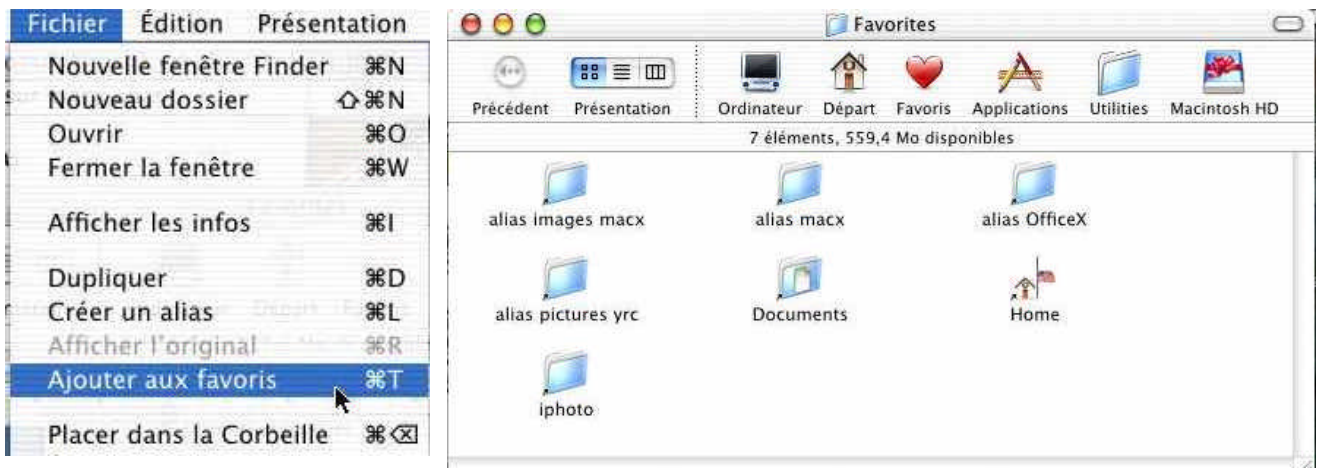 Fichier Édition Présentation
Nouvelle fenêtre Finder ⌘N
Nouveau dossier ⇧⌘N
Ouvrir ⌘O
Fermer la fenêtre ⌘W
Afficher les infos ⌘I
Dupliquer ⌘D
Créer un alias ⌘L
Afficher l'original ⌘R
Ajouter aux favoris ⌘T
Placer dans la Corbeille ⌘⌫
Favorites
Précédent Présentation Ordinateur Départ Favoris Applications Utilities Macintosh HD
7 éléments, 559,4 Mo disponibles
alias images macx alias macx alias OfficeX
alias pictures yrc Documents Home
iphoto